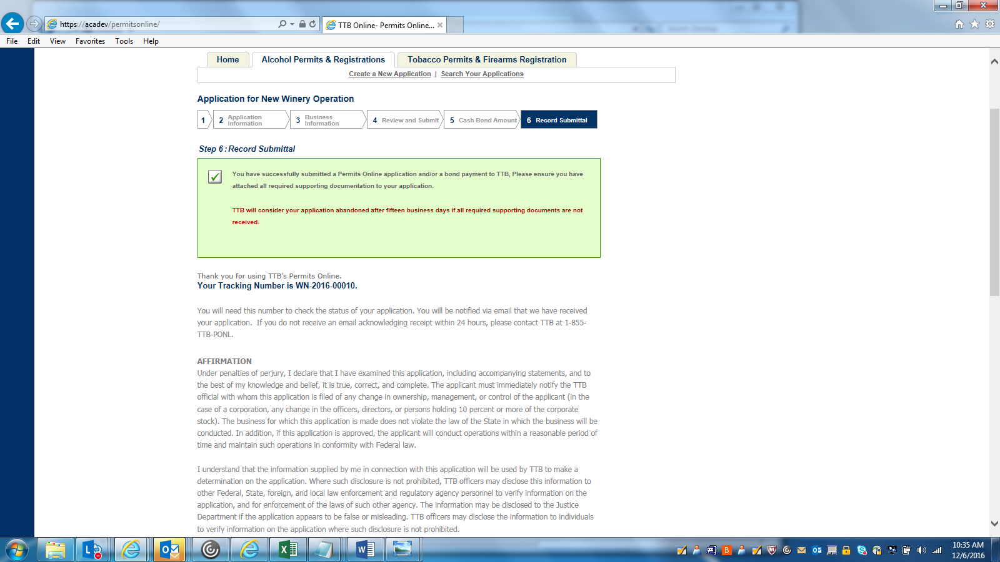 https://acadev/permitsonline/
TTB Online- Permits Online...
File Edit View Favorites Tools Help
Home Alcohol Permits & Registrations Tobacco Permits & Firearms Registration
Create a New Application | Search Your Applications
Application for New Winery Operation
1 2 Application Information 3 Business Information 4 Review and Submit 5 Cash Bond Amount 6 Record Submittal
Step 6: Record Submittal
You have successfully submitted a Permits Online application and/or a bond payment to TTB, Please ensure you have
attached all required supporting documentation to your application.
TTB will consider your application abandoned after fifteen business days if all required supporting documents are not
received.
Thank you for using TTB's Permits Online.
Your Tracking Number is WN-2016-00010.
You will need this number to check the status of your application. You will be notified via email that we have received
your application.  If you do not receive an email acknowledging receipt within 24 hours, please contact TTB at 1-855-
TTB-PONL.
AFFIRMATION
Under penalties of perjury, I declare that I have examined this application, including accompanying statements, and to
the best of my knowledge and belief, it is true, correct, and complete. The applicant must immediately notify the TTB
official with whom this application is filed of any change in ownership, management, or control of the applicant (in the
case of a corporation, any change in the officers, directors, or persons holding 10 percent or more of the corporate
stock). The business for which this application is made does not violate the law of the State in which the business will be
conducted. In addition, if this application is approved, the applicant will conduct operations within a reasonable period of
time and maintain such operations in conformity with Federal law.
I understand that the information supplied by me in connection with this application will be used by TTB to make a
determination on the application. Where such disclosure is not prohibited, TTB officers may disclose this information to
other Federal, State, foreign, and local law enforcement and regulatory agency personnel to verify information on the
application, and for enforcement of the laws of such other agency. The information may be disclosed to the Justice
Department if the application appears to be false or misleading. TTB officers may disclose the information to individuals
to verify information on the application where such disclosure is not prohibited.
10:35 AM
12/6/2016